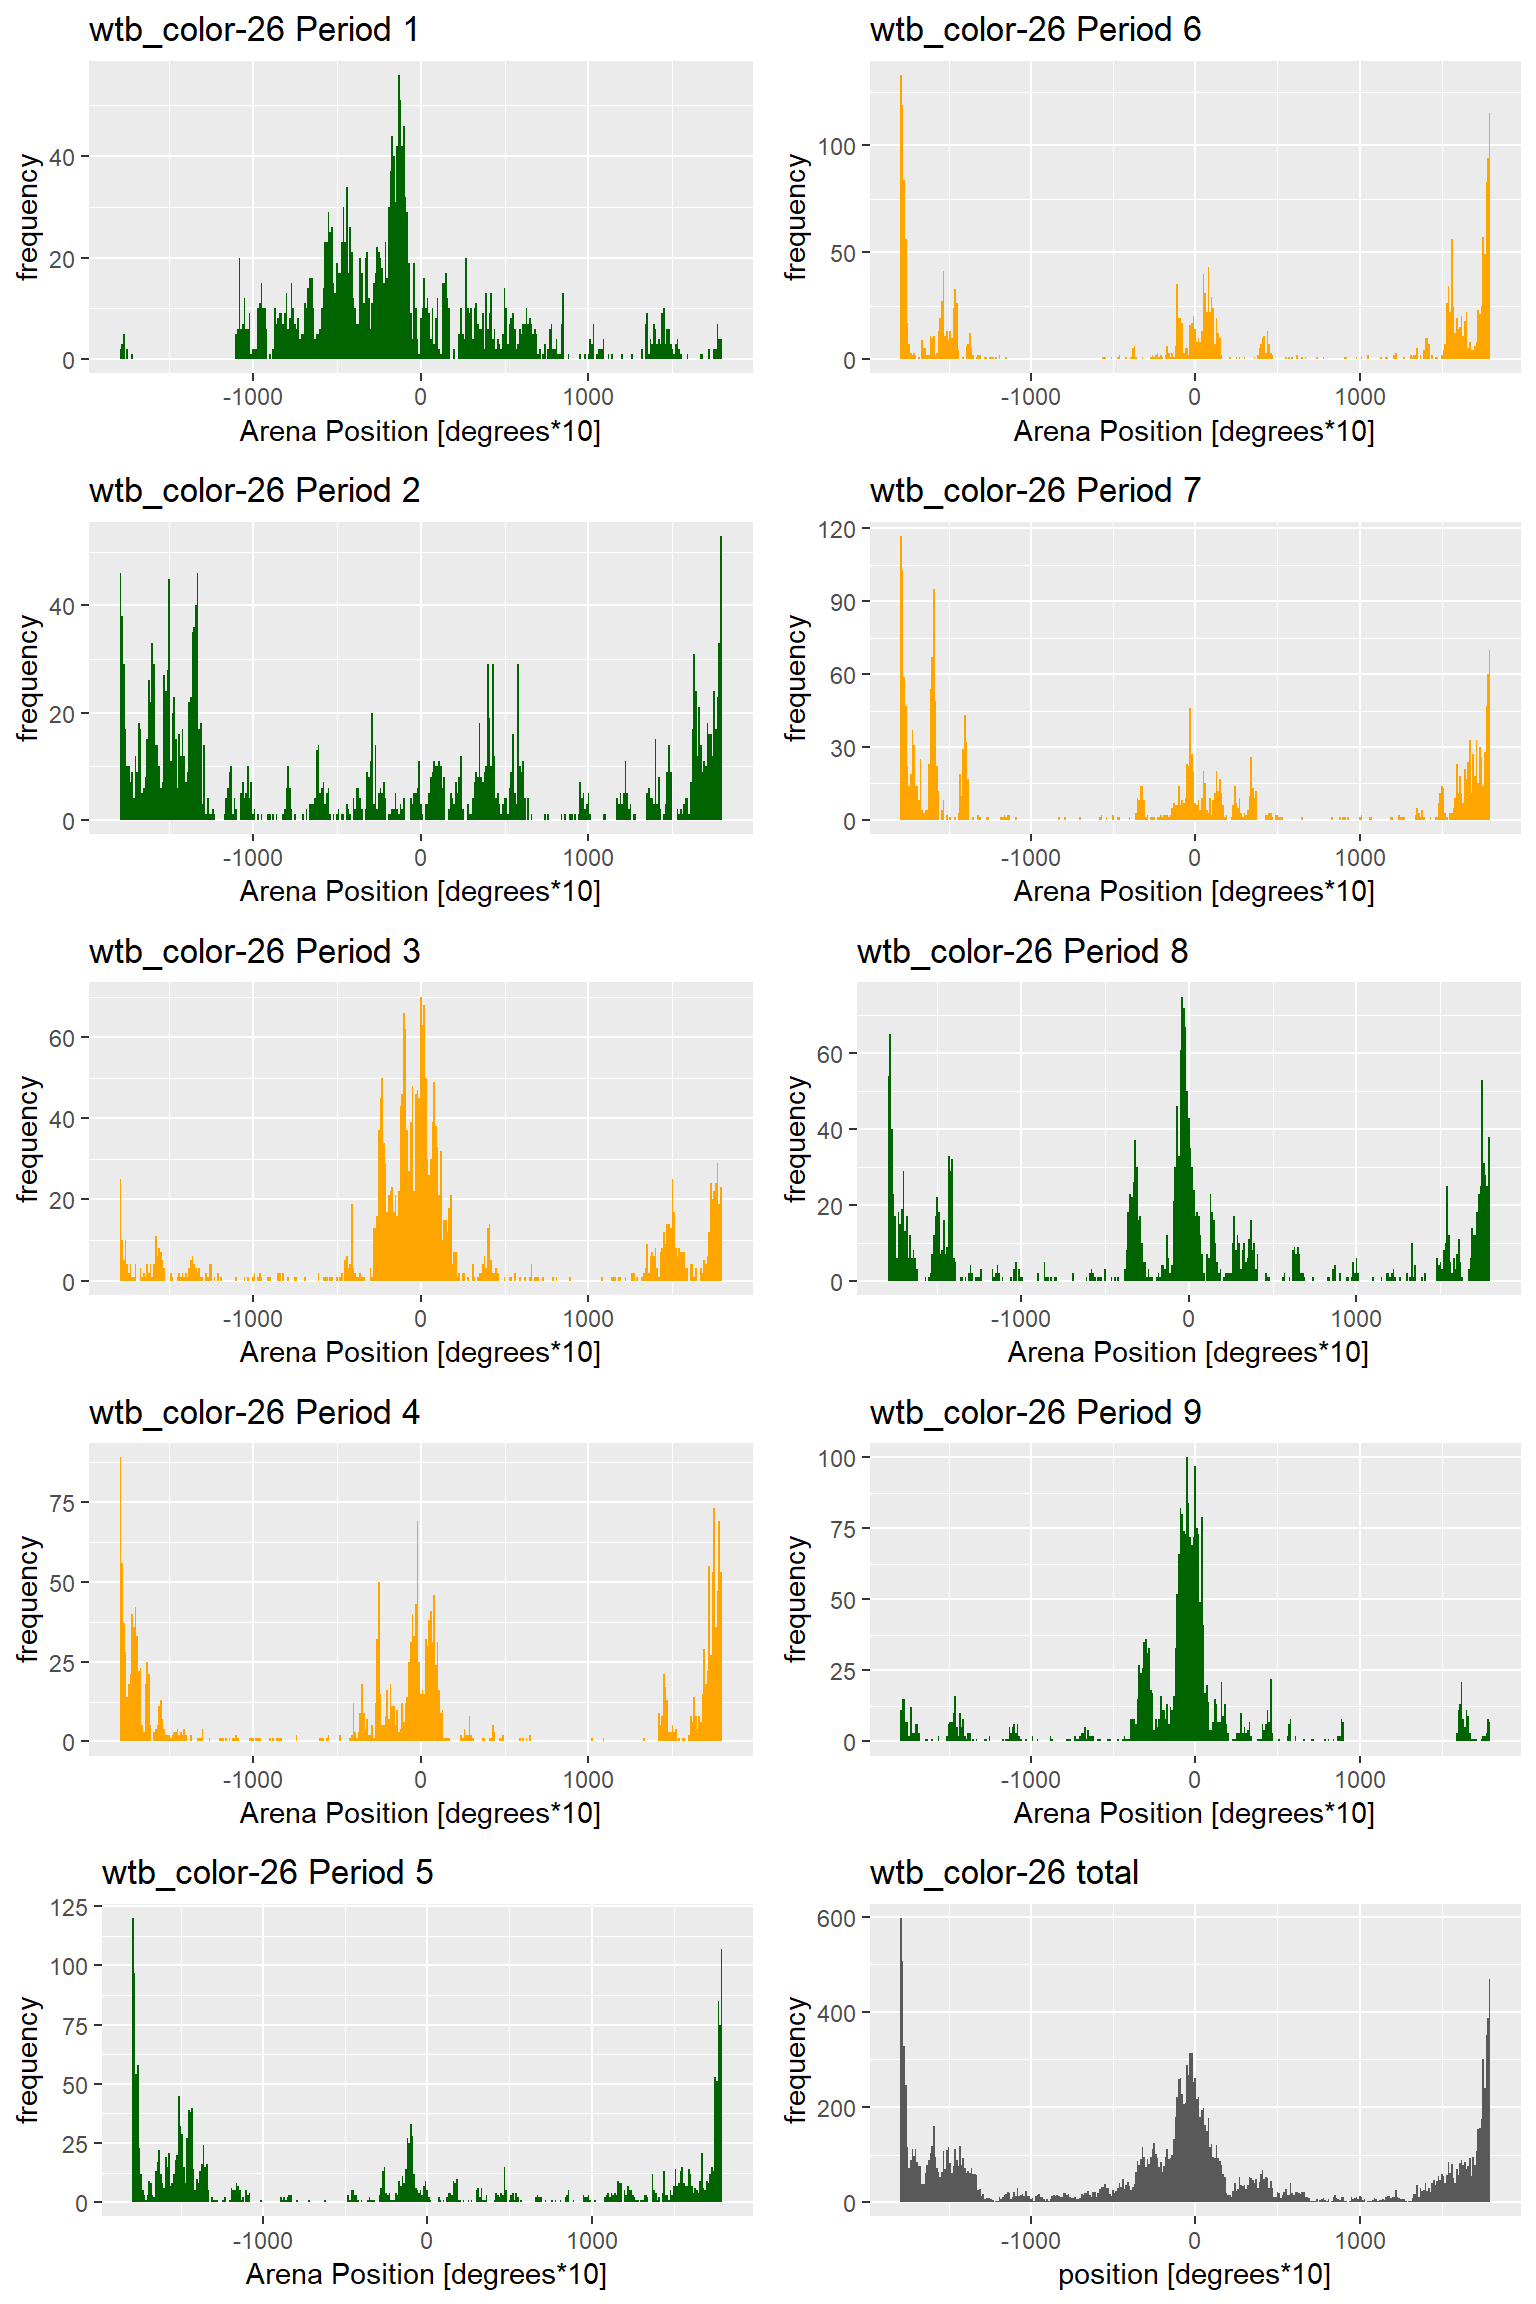 wtb_color-26 Period 1
frequency
40
20
0
-1000 0 1000
Arena Position [degrees*10]
wtb_color-26 Period 2
frequency
40
20
0
-1000 0 1000
Arena Position [degrees*10]
wtb_color-26 Period 3
frequency
60
40
20
0
-1000 0 1000
Arena Position [degrees*10]
wtb_color-26 Period 4
frequency
75
50
25
0
-1000 0 1000
Arena Position [degrees*10]
wtb_color-26 Period 5
frequency
125
100
75
50
25
0
-1000 0 1000
Arena Position [degrees*10]
wtb_color-26 Period 6
frequency
100
50
0
-1000 0 1000
Arena Position [degrees*10]
wtb_color-26 Period 7
frequency
120
90
60
30
0
-1000 0 1000
Arena Position [degrees*10]
wtb_color-26 Period 8
frequency
60
40
20
0
-1000 0 1000
Arena Position [degrees*10]
wtb_color-26 Period 9
frequency
100
75
50
25
0
-1000 0 1000
Arena Position [degrees*10]
wtb_color-26 total
frequency
600
400
200
0
-1000 0 1000
position [degrees*10]